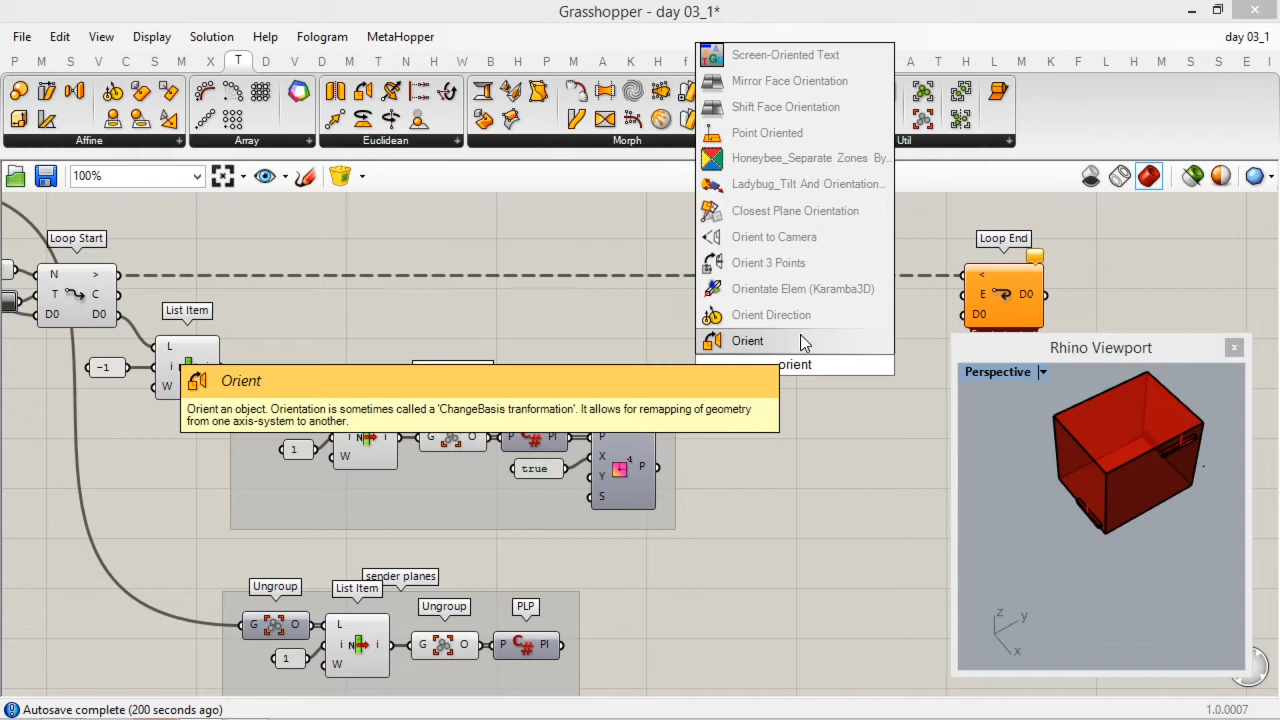 Grasshopper - day 03_1*
File Edit View Display Solution Help Fologram MetaHopper
day 03_1
Affine
Array
Euclidean
Morph
Util
100%
Screen-Oriented Text
Mirror Face Orientation
Shift Face Orientation
Point Oriented
Honeybee_Separate Zones By...
Ladybug_Tilt And Orientation...
Closest Plane Orientation
Orient to Camera
Orient 3 Points
Orientate Elem (Karamba3D)
Orient Direction
Orient
orient
Loop Start
N >
T C
D0 D0
List Item
L
i
W
-1
Loop End
<
E D0
D0
Orient
Orient an object. Orientation is sometimes called a 'ChangeBasis tranformation'. It allows for remapping of geometry
from one axis-system to another.
1
i N i
W
G O
P C# Pl
true
P
X
Y
S
-1
P
Rhino Viewport
Perspective
z
y
x
sender planes
Ungroup
List Item
Ungroup
PLP
G O
L
i N i
W
1
G O
P C# Pl
Autosave complete (200 seconds ago)
1.0.0007